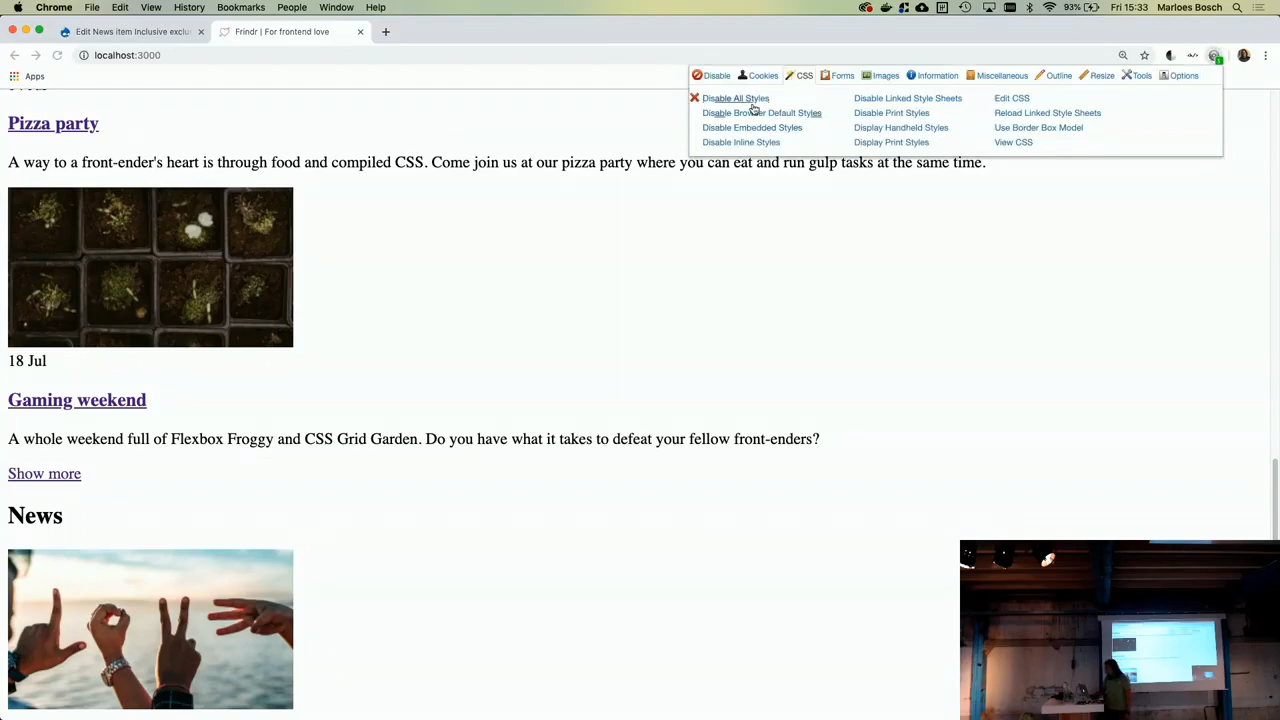 Chrome File Edit View History Bookmarks People Window Help 93% Fri 15:33 Marloes Bosch
Edit News item Inclusive exclu Frindr | For frontend love
localhost:3000
Apps
Disable Cookies CSS Forms Images Information Miscellaneous Outline Resize Tools Options
Disable All Styles Disable Linked Style Sheets Edit CSS
Disable Browser Default Styles Disable Print Styles Reload Linked Style Sheets
Disable Embedded Styles Display Handheld Styles Use Border Box Model
Disable Inline Styles Display Print Styles View CSS
Pizza party
A way to a front-ender's heart is through food and compiled CSS. Come join us at our pizza party where you can eat and run gulp tasks at the same time.
18 Jul
Gaming weekend
A whole weekend full of Flexbox Froggy and CSS Grid Garden. Do you have what it takes to defeat your fellow front-enders?
Show more
News